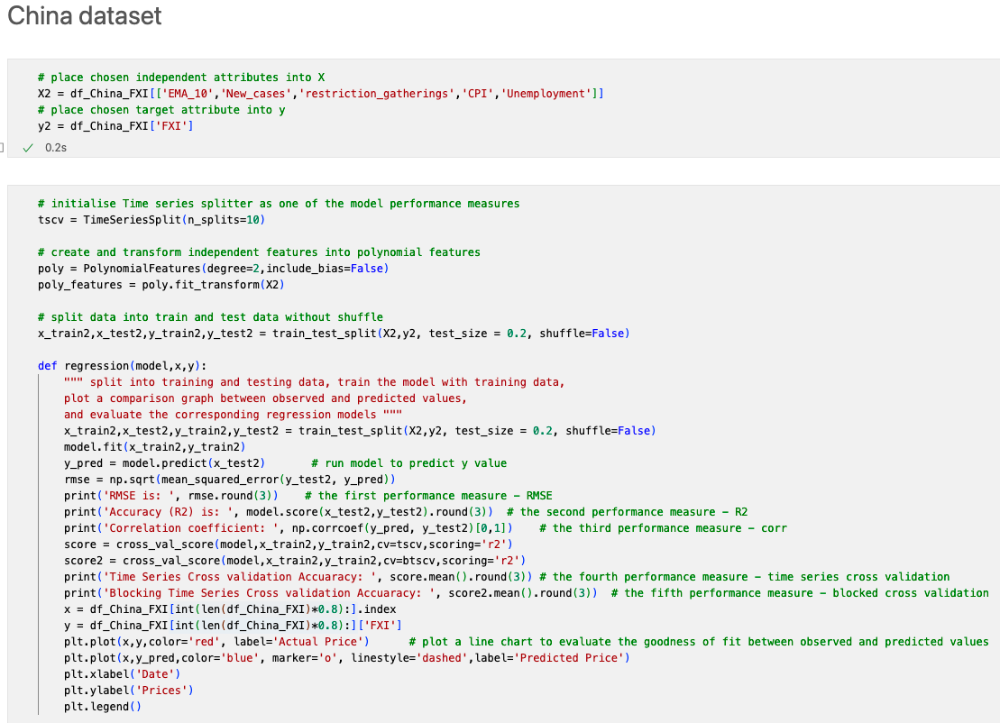 China dataset
# place chosen independent attributes into X
X2 = df_China_FXI[['EMA_10','New_cases','restriction_gatherings','CPI','Unemployment']]
# place chosen target attribute into y
y2 = df_China_FXI['FXI']
0.2s
# initialise Time series splitter as one of the model performance measures
tscv = TimeSeriesSplit(n_splits=10)
# create and transform independent features into polynomial features
poly = PolynomialFeatures(degree=2,include_bias=False)
poly_features = poly.fit_transform(X2)
# split data into train and test data without shuffle
x_train2,x_test2,y_train2,y_test2 = train_test_split(X2,y2, test_size = 0.2, shuffle=False)
def regression(model,x,y):
""" split into training and testing data, train the model with training data,
plot a comparison graph between observed and predicted values,
and evaluate the corresponding regression models """
x_train2,x_test2,y_train2,y_test2 = train_test_split(X2,y2, test_size = 0.2, shuffle=False)
model.fit(x_train2,y_train2)
y_pred = model.predict(x_test2)       # run model to predict y value
rmse = np.sqrt(mean_squared_error(y_test2, y_pred))
print('RMSE is: ', rmse.round(3))    # the first performance measure – RMSE
print('Accuracy (R2) is: ', model.score(x_test2,y_test2).round(3))  # the second performance measure – R2
print('Correlation coefficient: ', np.corrcoef(y_pred, y_test2)[0,1])    # the third performance measure – corr
score = cross_val_score(model,x_train2,y_train2,cv=tscv,scoring='r2')
score2 = cross_val_score(model,x_train2,y_train2,cv=btscv,scoring='r2')
print('Time Series Cross validation Accuaracy: ', score.mean().round(3)) # the fourth performance measure – time series cross validation
print('Blocking Time Series Cross validation Accuaracy: ', score2.mean().round(3))  # the fifth performance measure – blocked cross validation
x = df_China_FXI[int(len(df_China_FXI)*0.8):].index
y = df_China_FXI[int(len(df_China_FXI)*0.8):]['FXI']
plt.plot(x,y,color='red', label='Actual Price')      # plot a line chart to evaluate the goodness of fit between observed and predicted values
plt.plot(x,y_pred,color='blue', marker='o', linestyle='dashed',label='Predicted Price')
plt.xlabel('Date')
plt.ylabel('Prices')
plt.legend()